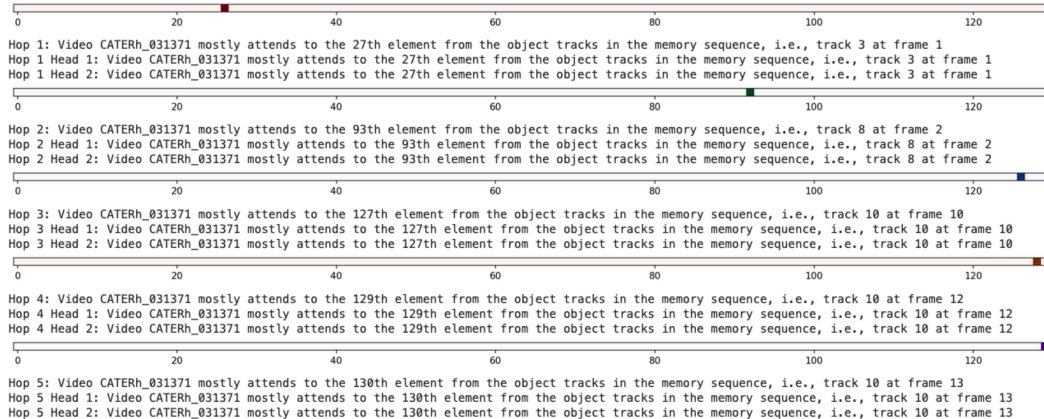 0 20 40 60 80 100 120
Hop 1: Video CATERh_031371 mostly attends to the 27th element from the object tracks in the memory sequence, i.e., track 3 at frame 1
Hop 1 Head 1: Video CATERh_031371 mostly attends to the 27th element from the object tracks in the memory sequence, i.e., track 3 at frame 1
Hop 1 Head 2: Video CATERh_031371 mostly attends to the 27th element from the object tracks in the memory sequence, i.e., track 3 at frame 1
0 20 40 60 80 100 120
Hop 2: Video CATERh_031371 mostly attends to the 93th element from the object tracks in the memory sequence, i.e., track 8 at frame 2
Hop 2 Head 1: Video CATERh_031371 mostly attends to the 93th element from the object tracks in the memory sequence, i.e., track 8 at frame 2
Hop 2 Head 2: Video CATERh_031371 mostly attends to the 93th element from the object tracks in the memory sequence, i.e., track 8 at frame 2
0 20 40 60 80 100 120
Hop 3: Video CATERh_031371 mostly attends to the 127th element from the object tracks in the memory sequence, i.e., track 10 at frame 10
Hop 3 Head 1: Video CATERh_031371 mostly attends to the 127th element from the object tracks in the memory sequence, i.e., track 10 at frame 10
Hop 3 Head 2: Video CATERh_031371 mostly attends to the 127th element from the object tracks in the memory sequence, i.e., track 10 at frame 10
0 20 40 60 80 100 120
Hop 4: Video CATERh_031371 mostly attends to the 129th element from the object tracks in the memory sequence, i.e., track 10 at frame 12
Hop 4 Head 1: Video CATERh_031371 mostly attends to the 129th element from the object tracks in the memory sequence, i.e., track 10 at frame 12
Hop 4 Head 2: Video CATERh_031371 mostly attends to the 129th element from the object tracks in the memory sequence, i.e., track 10 at frame 12
0 20 40 60 80 100 120
Hop 5: Video CATERh_031371 mostly attends to the 130th element from the object tracks in the memory sequence, i.e., track 10 at frame 13
Hop 5 Head 1: Video CATERh_031371 mostly attends to the 130th element from the object tracks in the memory sequence, i.e., track 10 at frame 13
Hop 5 Head 2: Video CATERh_031371 mostly attends to the 130th element from the object tracks in the memory sequence, i.e., track 10 at frame 13